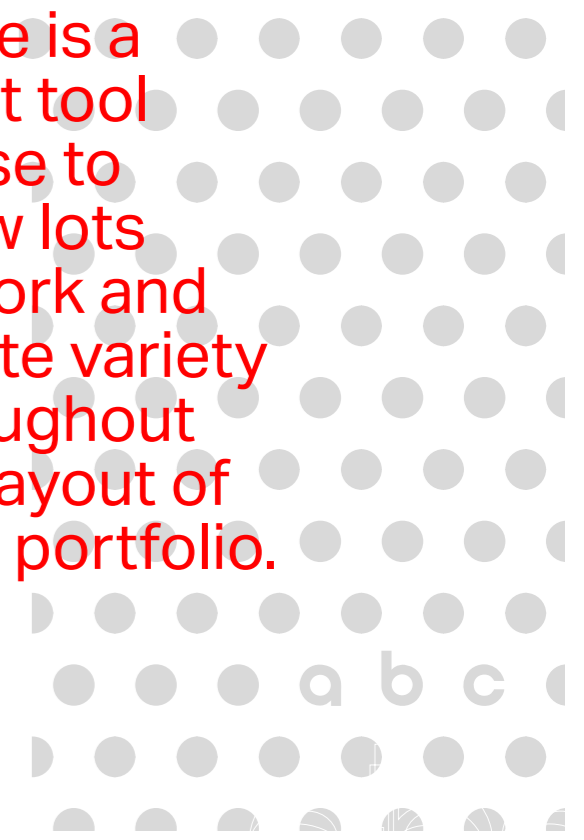 e is a
t tool
se to
w lots
ork and
te variety
ughout
ayout of
portfolio.
a b c